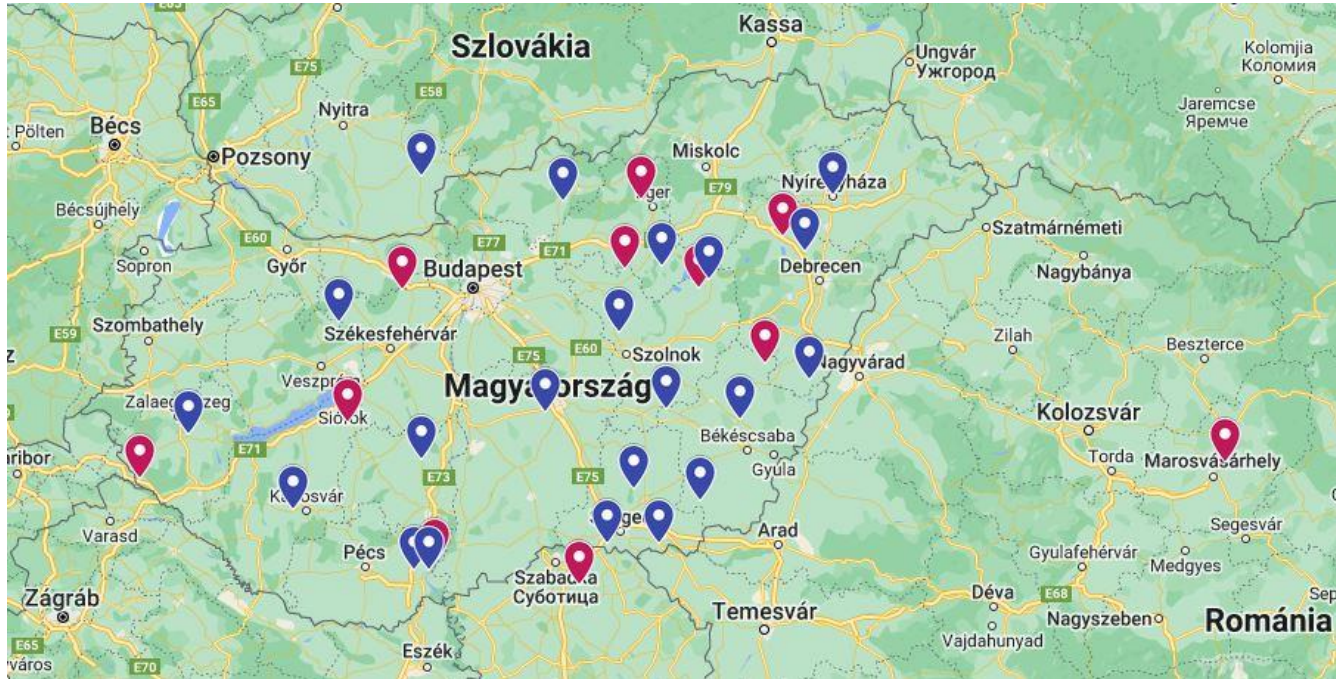 E65
Szlovákia
Kassa
Kolomjia
Коломия
E75
E58
Ungvár
Ужгород
E65
Nyitra
Jaremcse
Яремче
Pölten
Bécs
Pozsony
Miskolc
E79
Nyíregyháza
Bécsújhely
E60
E77
E71
Szatmárnémeti
Sopron
Győr
Budapest
Debrecen
Nagybánya
E59
Szombathely
Székesfehérvár
E75
E60
Szolnok
Nagyvárad
Zilah
Beszterce
Veszprém
Magyarország
Zalaegerszeg
Siófok
Kolozsvár
Békéscsaba
E71
Gyula
Torda
Marosvásárhely
E73
E75
Kaposvár
Varasd
Pécs
Arad
Segesvár
Gyulafehérvár
Medgyes
Szabadka
Суботица
Zágráb
Temesvár
Déva
E68
Nagyszeben
Románia
Vajdahunyad
E65
Eszék
E70